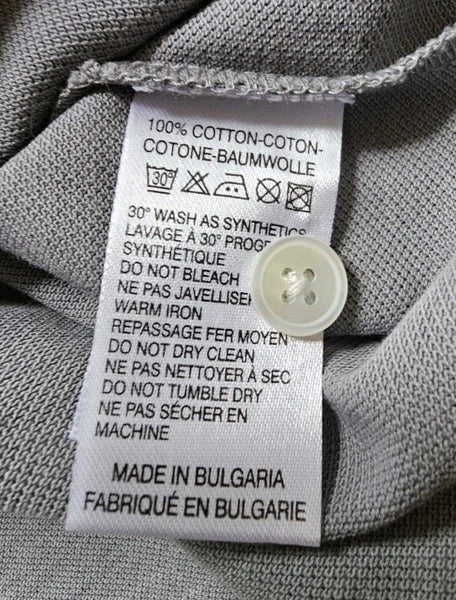 100% COTTON-COTON-
COTONE-BAUMWOLLE
30°
30° WASH AS SYNTHETICS
LAVAGE À 30°
SYNTHÉTIQUE
DO NOT BLEACH
NE PAS
WARM IRON
REPASSAGE FER MOYEN
DO NOT DRY CLEAN
NE PAS NETTOYER À SEC
DO NOT TUMBLE DRY
NE PAS SÉCHER EN
MACHINE
MADE IN BULGARIA
FABRIQUÉ EN BULGARIE